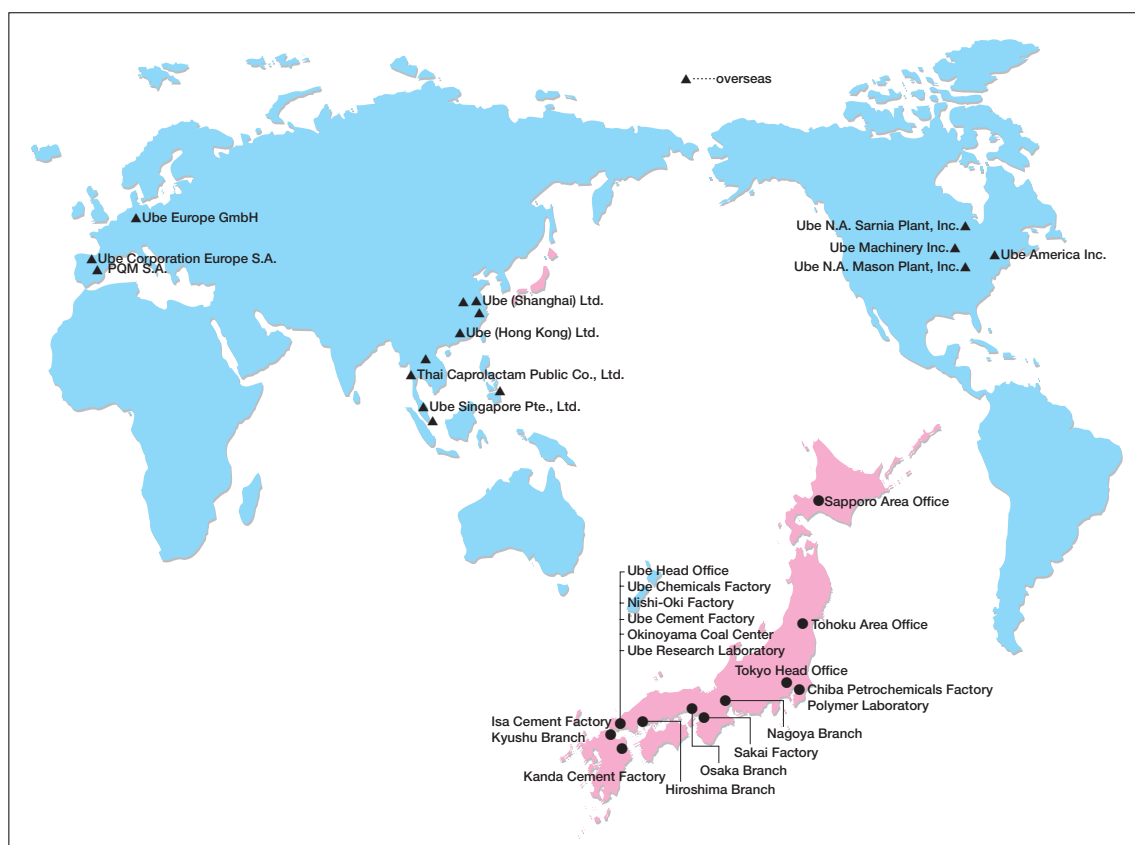 ▲······overseas
Ube Europe GmbH
Ube Corporation Europe S.A.
PQM S.A.
Ube (Shanghai) Ltd.
Ube (Hong Kong) Ltd.
Thai Caprolactam Public Co., Ltd.
Ube Singapore Pte., Ltd.
Ube N.A. Sarnia Plant, Inc.
Ube Machinery Inc.
Ube America Inc.
Ube N.A. Mason Plant, Inc.
Sapporo Area Office
Ube Head Office
Ube Chemicals Factory
Nishi-Oki Factory
Ube Cement Factory
Okinoyama Coal Center
Ube Research Laboratory
Tohoku Area Office
Tokyo Head Office
Chiba Petrochemicals Factory
Polymer Laboratory
Isa Cement Factory
Kyushu Branch
Nagoya Branch
Sakai Factory
Osaka Branch
Kanda Cement Factory
Hiroshima Branch